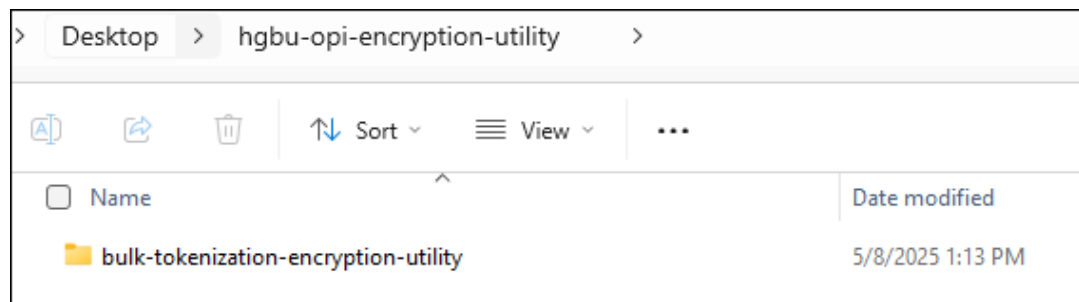 > Desktop > hgbu-opi-encryption-utility >
A Sort View ...
Name Date modified
bulk-tokenization-encryption-utility 5/8/2025 1:13 PM